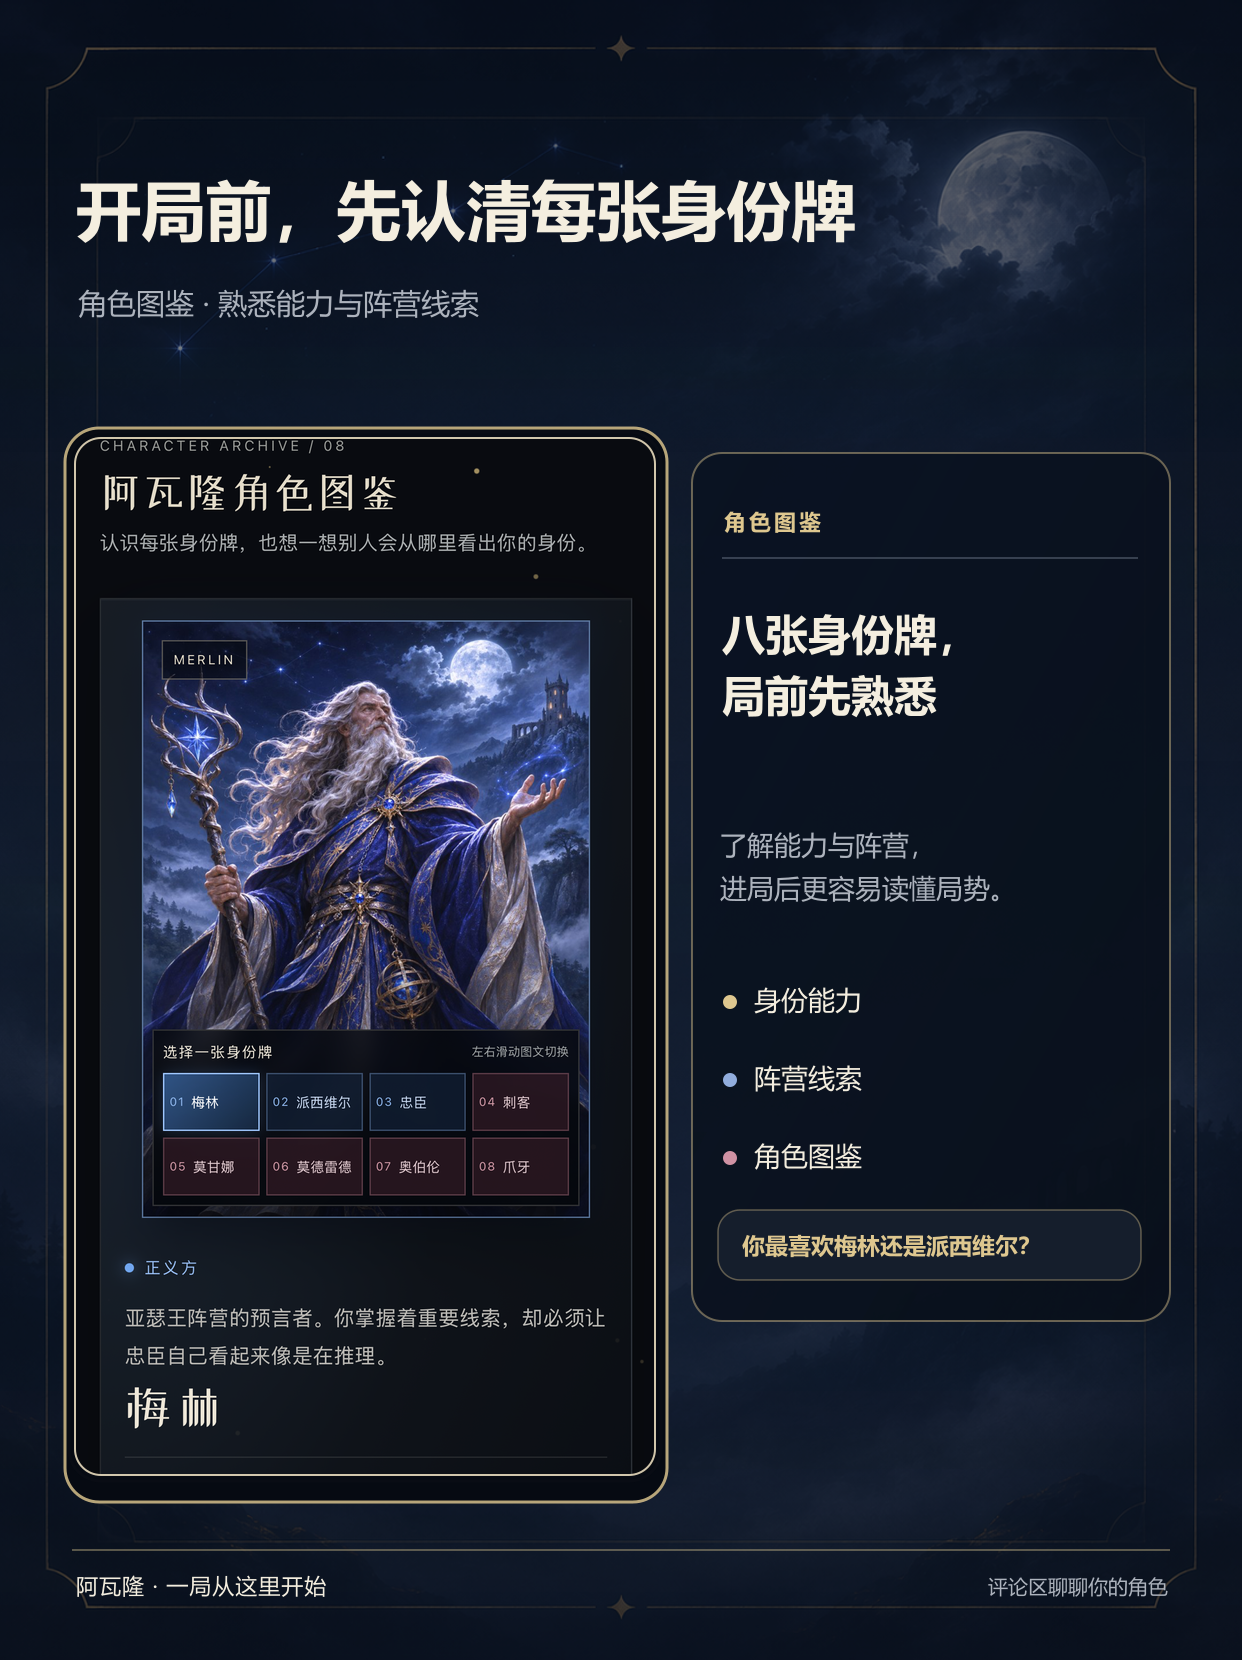 开局前，先认清每张身份牌
角色图鉴 · 熟悉能力与阵营线索
CHARACTER ARCHIVE / 08
阿瓦隆角色图鉴
认识每张身份牌，也想一想别人会从哪里看出你的身份。
MERLIN
选择一张身份牌
左右滑动图文切换
01 梅林
02 派西维尔
03 忠臣
04 刺客
05 莫甘娜
06 莫德雷德
07 奥伯伦
08 爪牙
正义方
亚瑟王阵营的预言者。你掌握着重要线索，却必须让
忠臣自己看起来像是在推理。
梅林
角色图鉴
八张身份牌，
局前先熟悉
了解能力与阵营，
进局后更容易读懂局势。
身份能力
阵营线索
角色图鉴
你最喜欢梅林还是派西维尔？
阿瓦隆 · 一局从这里开始
评论区聊聊你的角色